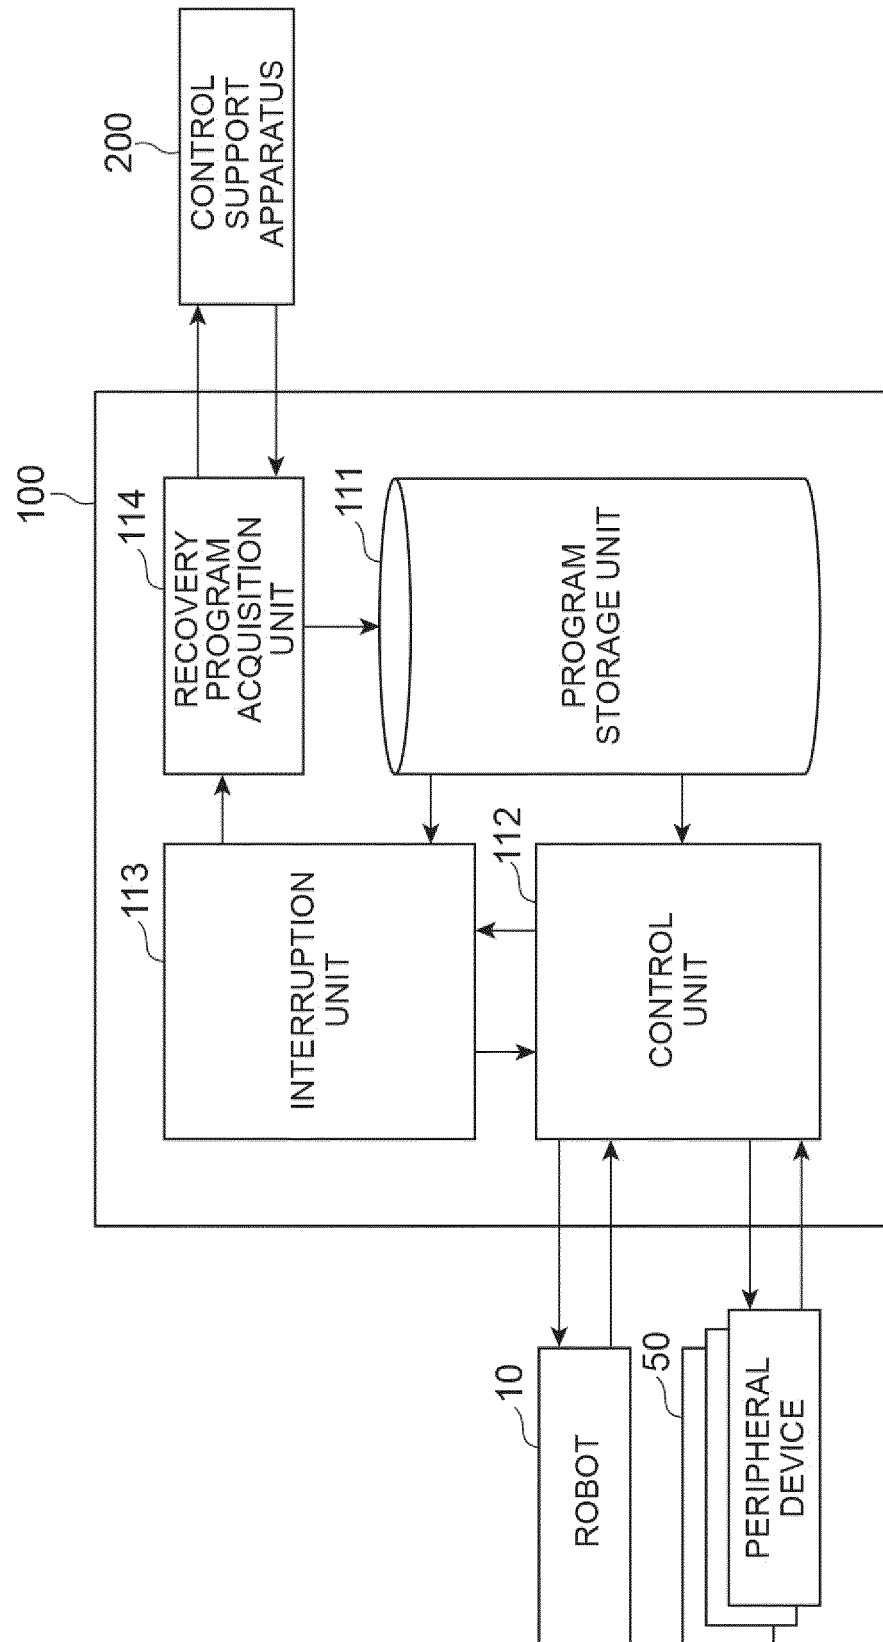 100
200
CONTROL
SUPPORT
APPARATUS
114
RECOVERY
PROGRAM
ACQUISITION
UNIT
111
PROGRAM
STORAGE UNIT
113
INTERRUPTION
UNIT
112
CONTROL
UNIT
10
ROBOT
50
PERIPHERAL
DEVICE